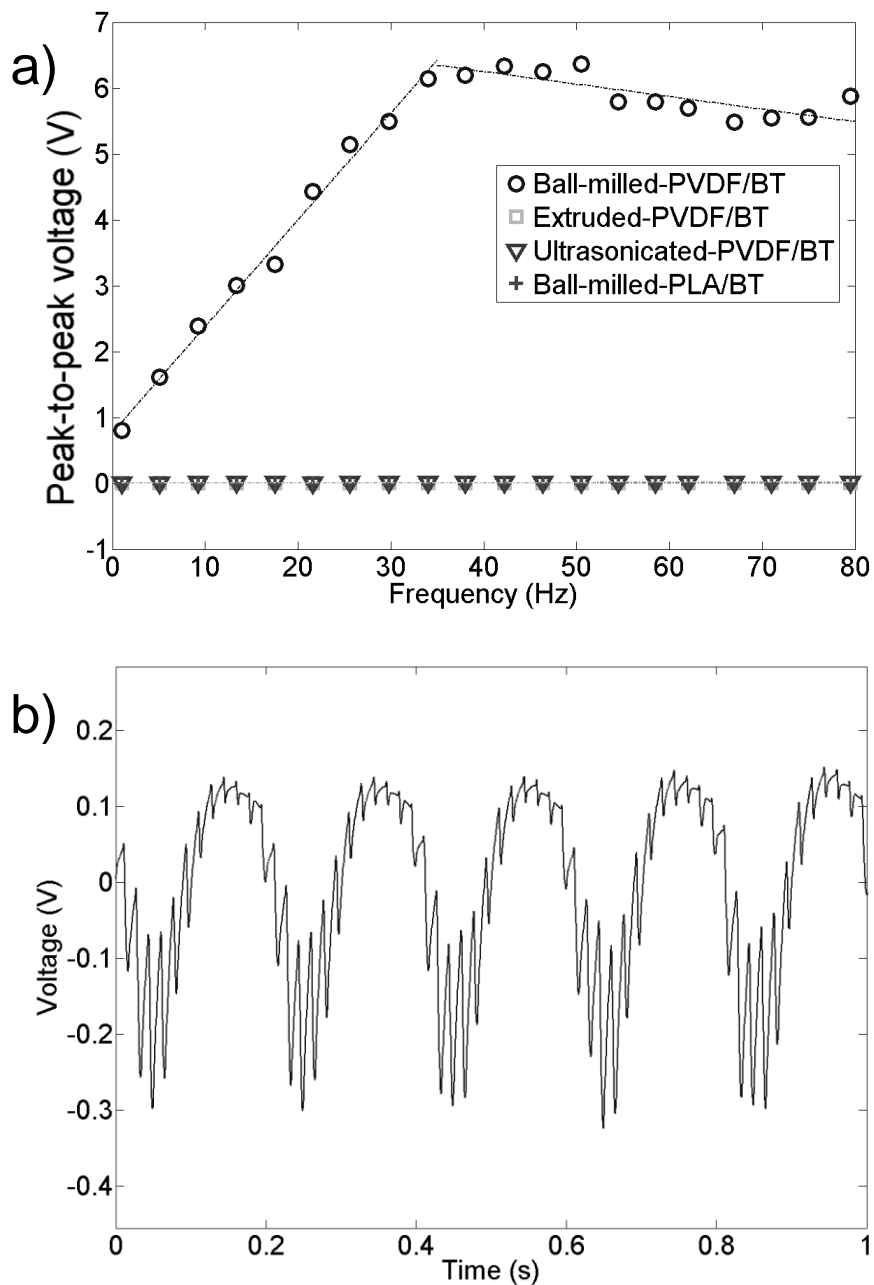 a)
7
6
5
4
3
2
1
0
-1
Peak-to-peak voltage (V)
Ball-milled-PVDF/BT
Extruded-PVDF/BT
Ultrasonicated-PVDF/BT
Ball-milled-PLA/BT
0 10 20 30 40 50 60 70 80
Frequency (Hz)
b)
0.2
0.1
0
-0.1
-0.2
-0.3
-0.4
Voltage (V)
0 0.2 0.4 0.6 0.8 1
Time (s)